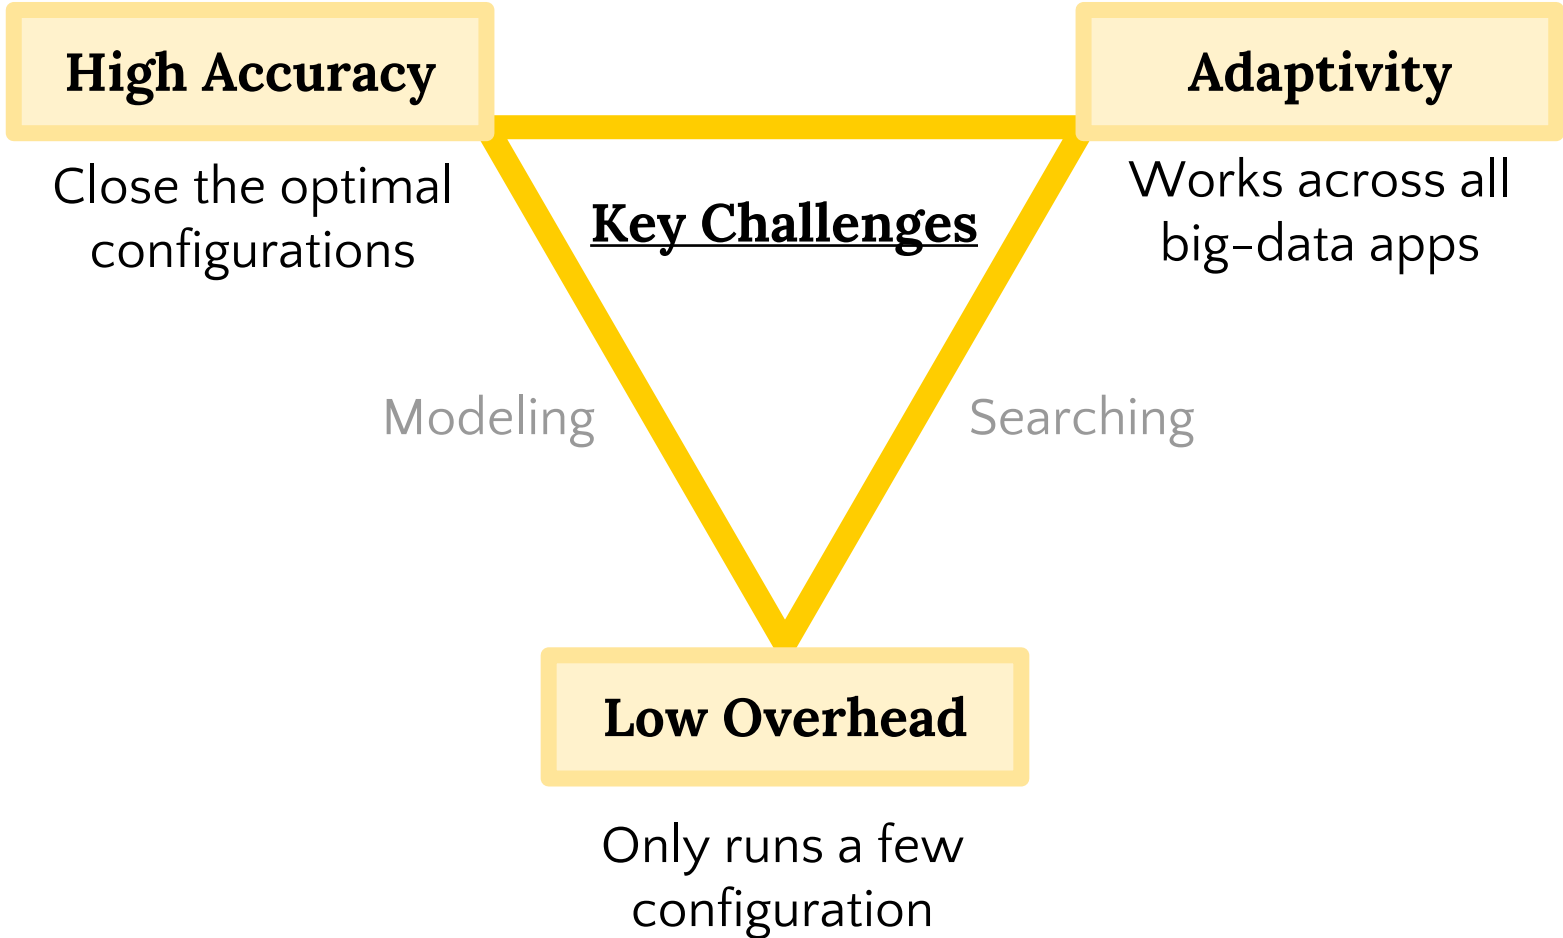 High Accuracy
Close the optimal
configurations
Adaptivity
Works across all
big-data apps
Key Challenges
Modeling
Searching
Low Overhead
Only runs a few
configuration